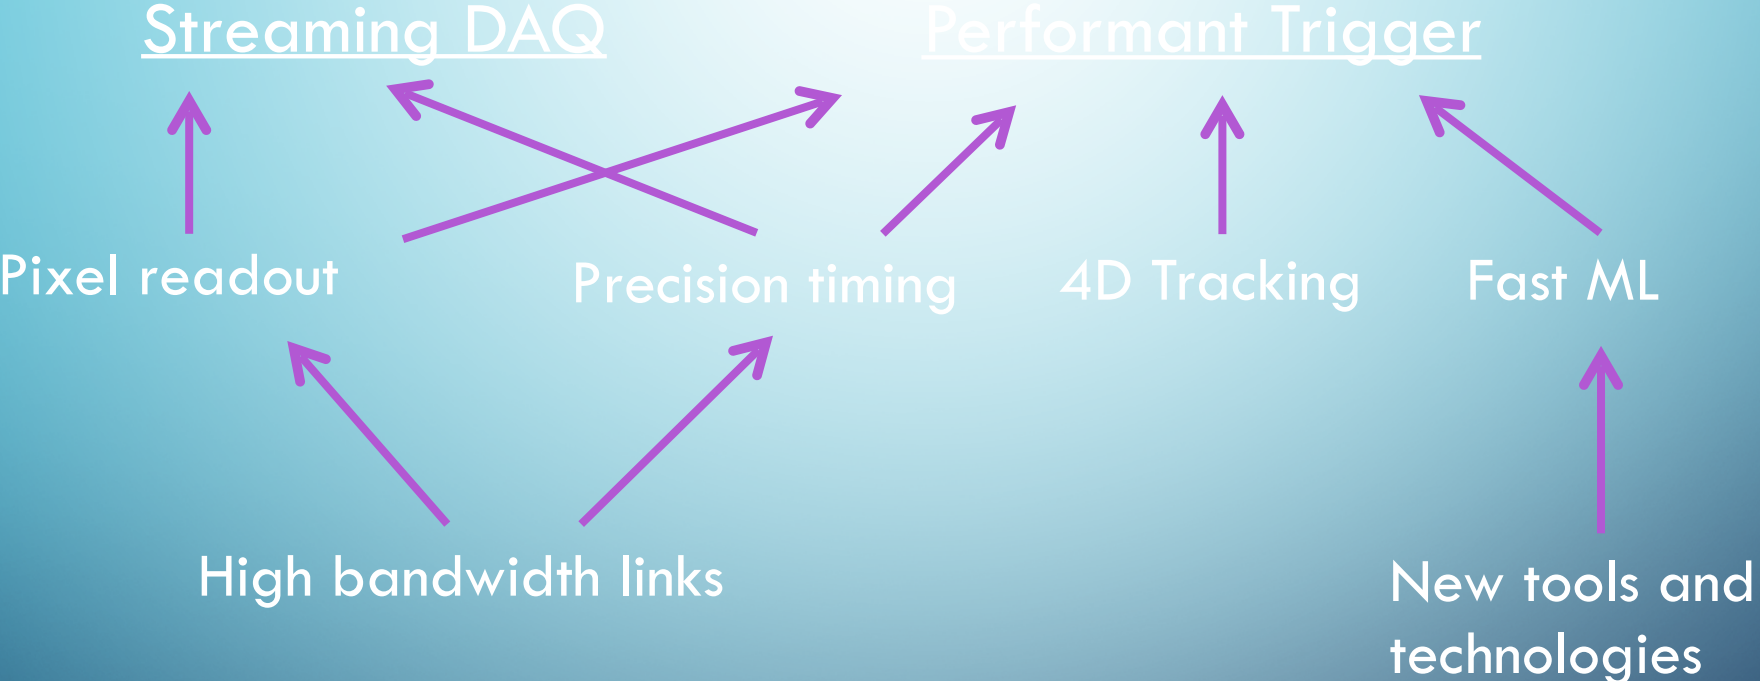 Streaming DAQ
Performant Trigger
Pixel readout
Precision timing
4D Tracking
Fast ML
High bandwidth links
New tools and
technologies